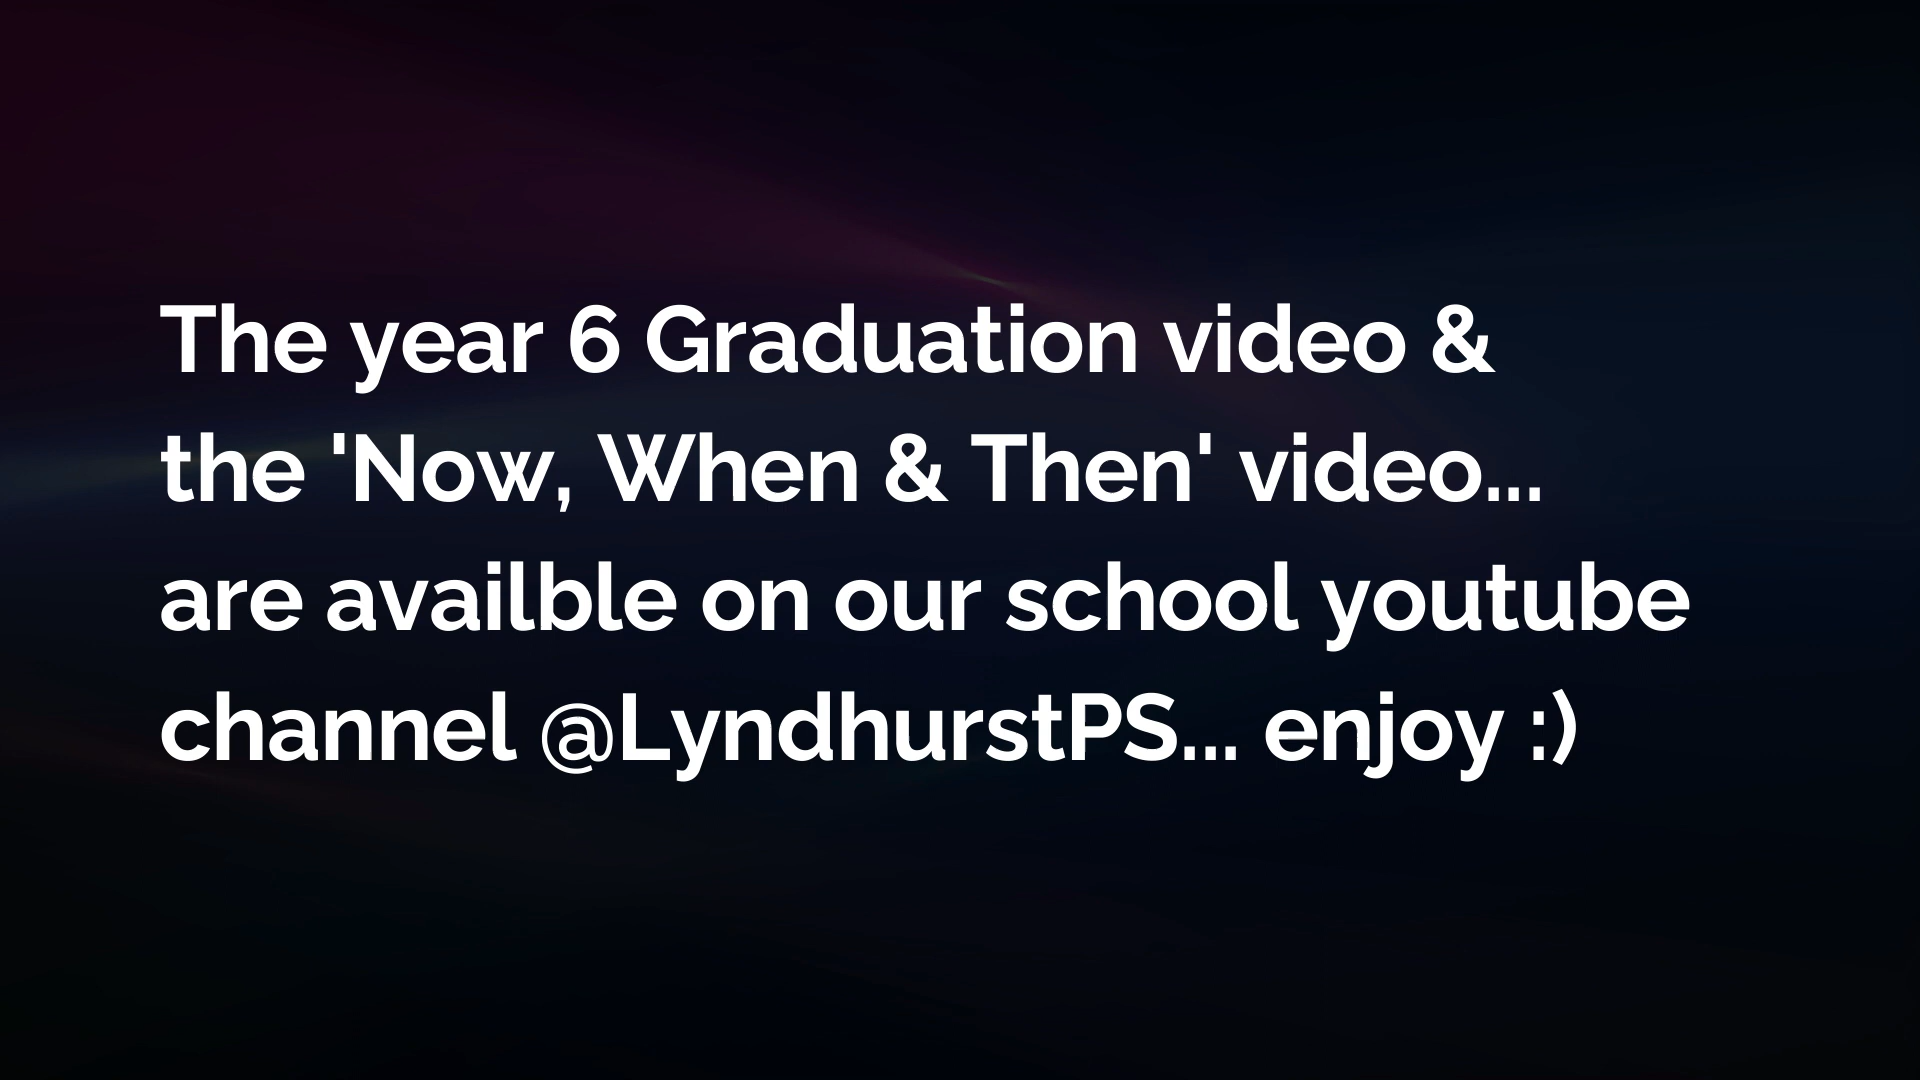 The year 6 Graduation video &
the 'Now, When & Then' video...
are availble on our school youtube
channel @LyndhurstPS... enjoy :)